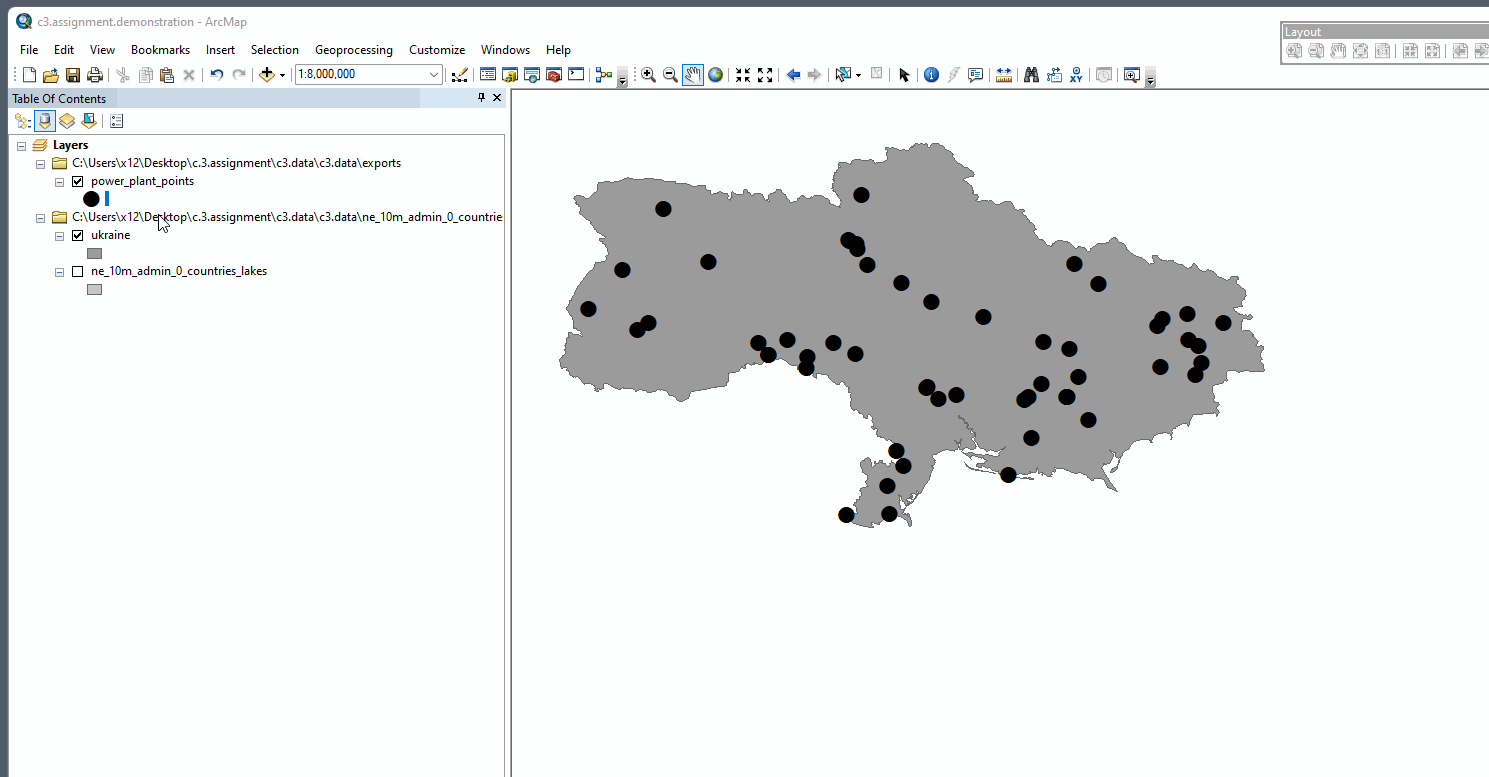 c3.assignment.demonstration - ArcMap
Layout
File Edit View Bookmarks Insert Selection Geoprocessing Customize Windows Help
1:8,000,000
XY
Table Of Contents
Layers
C:\Users\x12\Desktop\c.3.assignment\c3.data\c3.data\exports
power_plant_points
C:\Users\x12\Desktop\c.3.assignment\c3.data\c3.data\ne_10m_admin_0_countrie
ukraine
ne_10m_admin_0_countries_lakes